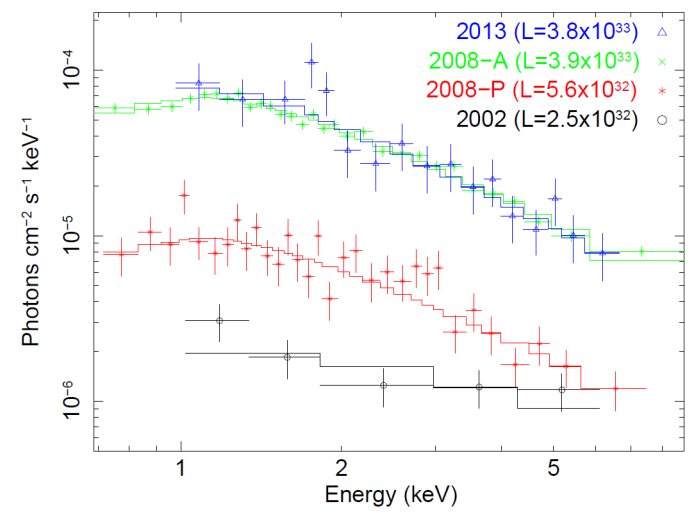 2013 (L=3.8x10³³)
2008−A (L=3.9x10³³)
2008−P (L=5.6x10³²)
2002 (L=2.5x10³²)
10⁻⁴
10⁻⁵
10⁻⁶
Photons cm⁻² s⁻¹ keV⁻¹
1 2 5
Energy (keV)